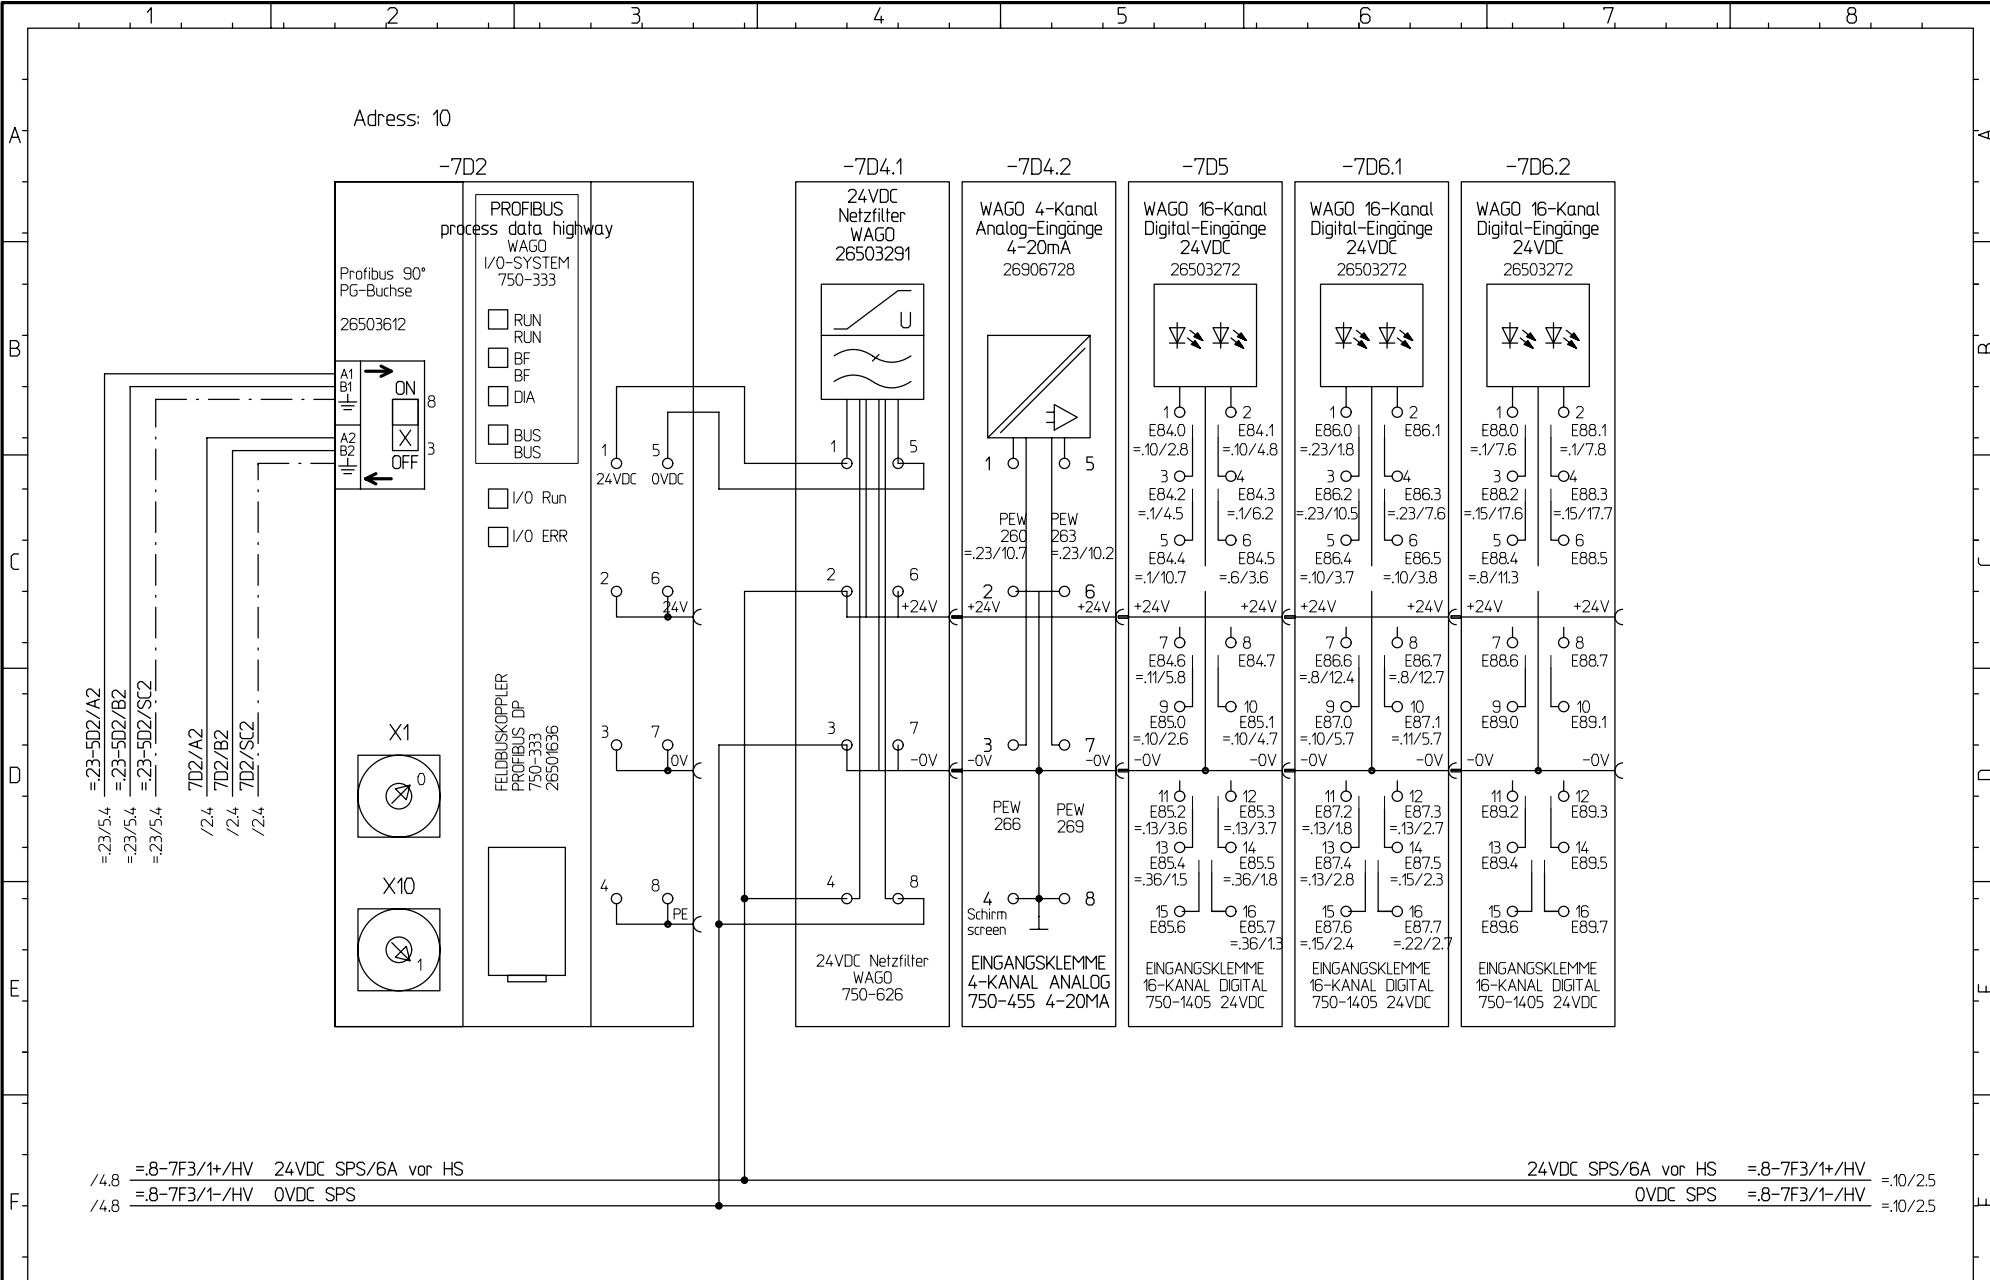 1 2 3 4 5 6 7 8
A
B
C
D
E
F
A
B
C
D
E
F
Adress: 10
-7D2
Profibus 90°
PG-Buchse
26503612
A1
B1
A2
B2
ON
8
X
3
OFF
X1
0
X10
1
PROFIBUS
process data highway
WAGO
I/O-SYSTEM
750-333
RUN
RUN
BF
BF
DIA
BUS
BUS
I/O Run
I/O ERR
FELDBUSKOPPLER
PROFIBUS DP
750-333
26501636
1 5
24VDC 0VDC
2 6
24V
3 7
0V
4 8
PE
=.23-5D2/A2
=.23/5.4
=.23-5D2/B2
=.23/5.4
=.23-5D2/SC2
=.23/5.4
7D2/A2
/2.4
7D2/B2
/2.4
7D2/SC2
/2.4
-7D4.1
24VDC
Netzfilter
WAGO
26503291
U
1 5
2 6
+24V
3 7
-0V
4 8
24VDC Netzfilter
WAGO
750-626
-7D4.2
WAGO 4-Kanal
Analog-Eingänge
4-20mA
26906728
1 5
PEW PEW
260 263
=.23/10.7 =.23/10.2
2 6
+24V +24V
3 7
-0V -0V
PEW PEW
266 269
4 8
Schirm
screen
EINGANGSKLEMME
4-KANAL ANALOG
750-455 4-20MA
-7D5
WAGO 16-Kanal
Digital-Eingänge
24VDC
26503272
1 2
E84.0 E84.1
=.10/2.8 =.10/4.8
3 4
E84.2 E84.3
=.1/4.5 =.1/6.2
5 6
E84.4 E84.5
=.1/10.7 =.6/3.6
+24V +24V
7 8
E84.6 E84.7
=.11/5.8
9 10
E85.0 E85.1
=.10/2.6 =.10/4.7
-0V -0V
11 12
E85.2 E85.3
=.13/3.6 =.13/3.7
13 14
E85.4 E85.5
=.36/1.5 =.36/1.8
15 16
E85.6 E85.7
=.36/1.3
EINGANGSKLEMME
16-KANAL DIGITAL
750-1405 24VDC
-7D6.1
WAGO 16-Kanal
Digital-Eingänge
24VDC
26503272
1 2
E86.0 E86.1
=.23/1.8
3 4
E86.2 E86.3
=.23/10.5 =.23/7.6
5 6
E86.4 E86.5
=.10/3.7 =.10/3.8
+24V +24V
7 8
E86.6 E86.7
=.8/12.4 =.8/12.7
9 10
E87.0 E87.1
=.10/5.7 =.11/5.7
-0V -0V
11 12
E87.2 E87.3
=.13/1.8 =.13/2.7
13 14
E87.4 E87.5
=.13/2.8 =.15/2.3
15 16
E87.6 E87.7
=.15/2.4 =.22/2.7
EINGANGSKLEMME
16-KANAL DIGITAL
750-1405 24VDC
-7D6.2
WAGO 16-Kanal
Digital-Eingänge
24VDC
26503272
1 2
E88.0 E88.1
=.1/7.6 =.1/7.8
3 4
E88.2 E88.3
=.15/17.6 =.15/17.7
5 6
E88.4 E88.5
=.8/11.3
+24V +24V
7 8
E88.6 E88.7
9 10
E89.0 E89.1
-0V -0V
11 12
E89.2 E89.3
13 14
E89.4 E89.5
15 16
E89.6 E89.7
EINGANGSKLEMME
16-KANAL DIGITAL
750-1405 24VDC
/4.8 =.8-7F3/1+/HV 24VDC SPS/6A vor HS
/4.8 =.8-7F3/1-/HV 0VDC SPS
24VDC SPS/6A vor HS =.8-7F3/1+/HV =.10/2.5
0VDC SPS =.8-7F3/1-/HV =.10/2.5